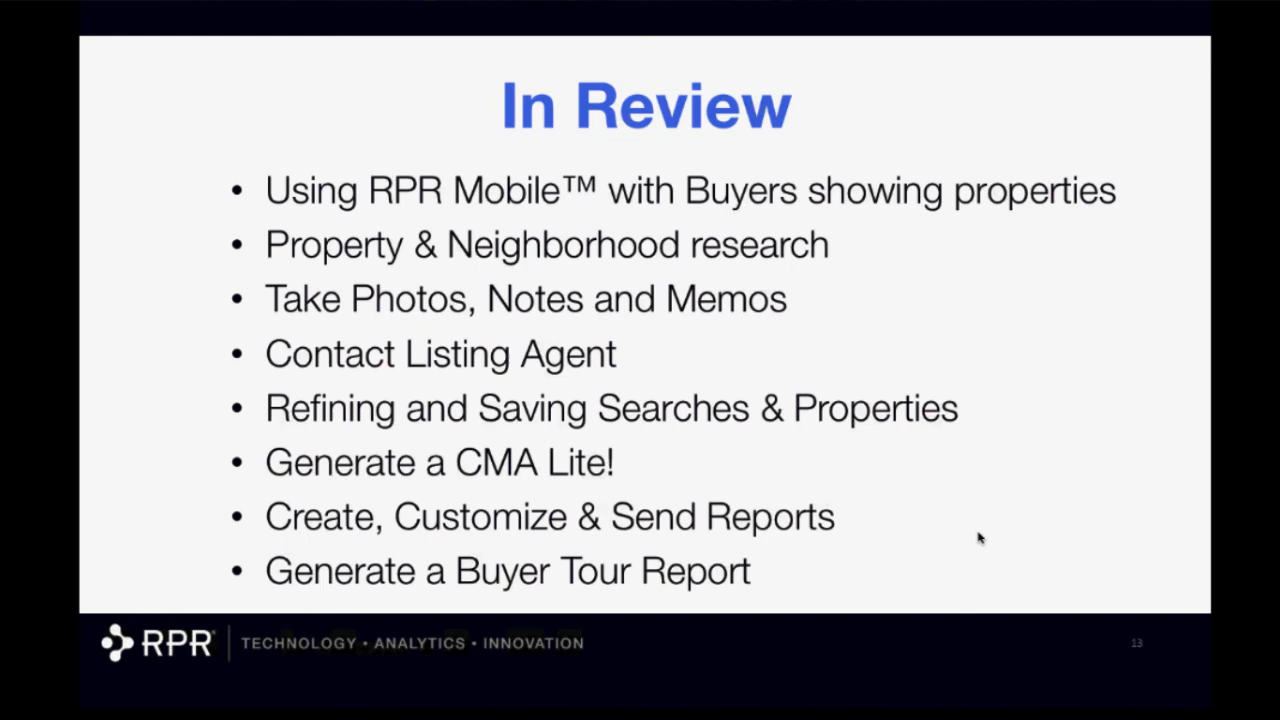 In Review
• Using RPR Mobile™ with Buyers showing properties
• Property & Neighborhood research
• Take Photos, Notes and Memos
• Contact Listing Agent
• Refining and Saving Searches & Properties
• Generate a CMA Lite!
• Create, Customize & Send Reports
• Generate a Buyer Tour Report
RPR® TECHNOLOGY • ANALYTICS • INNOVATION 13